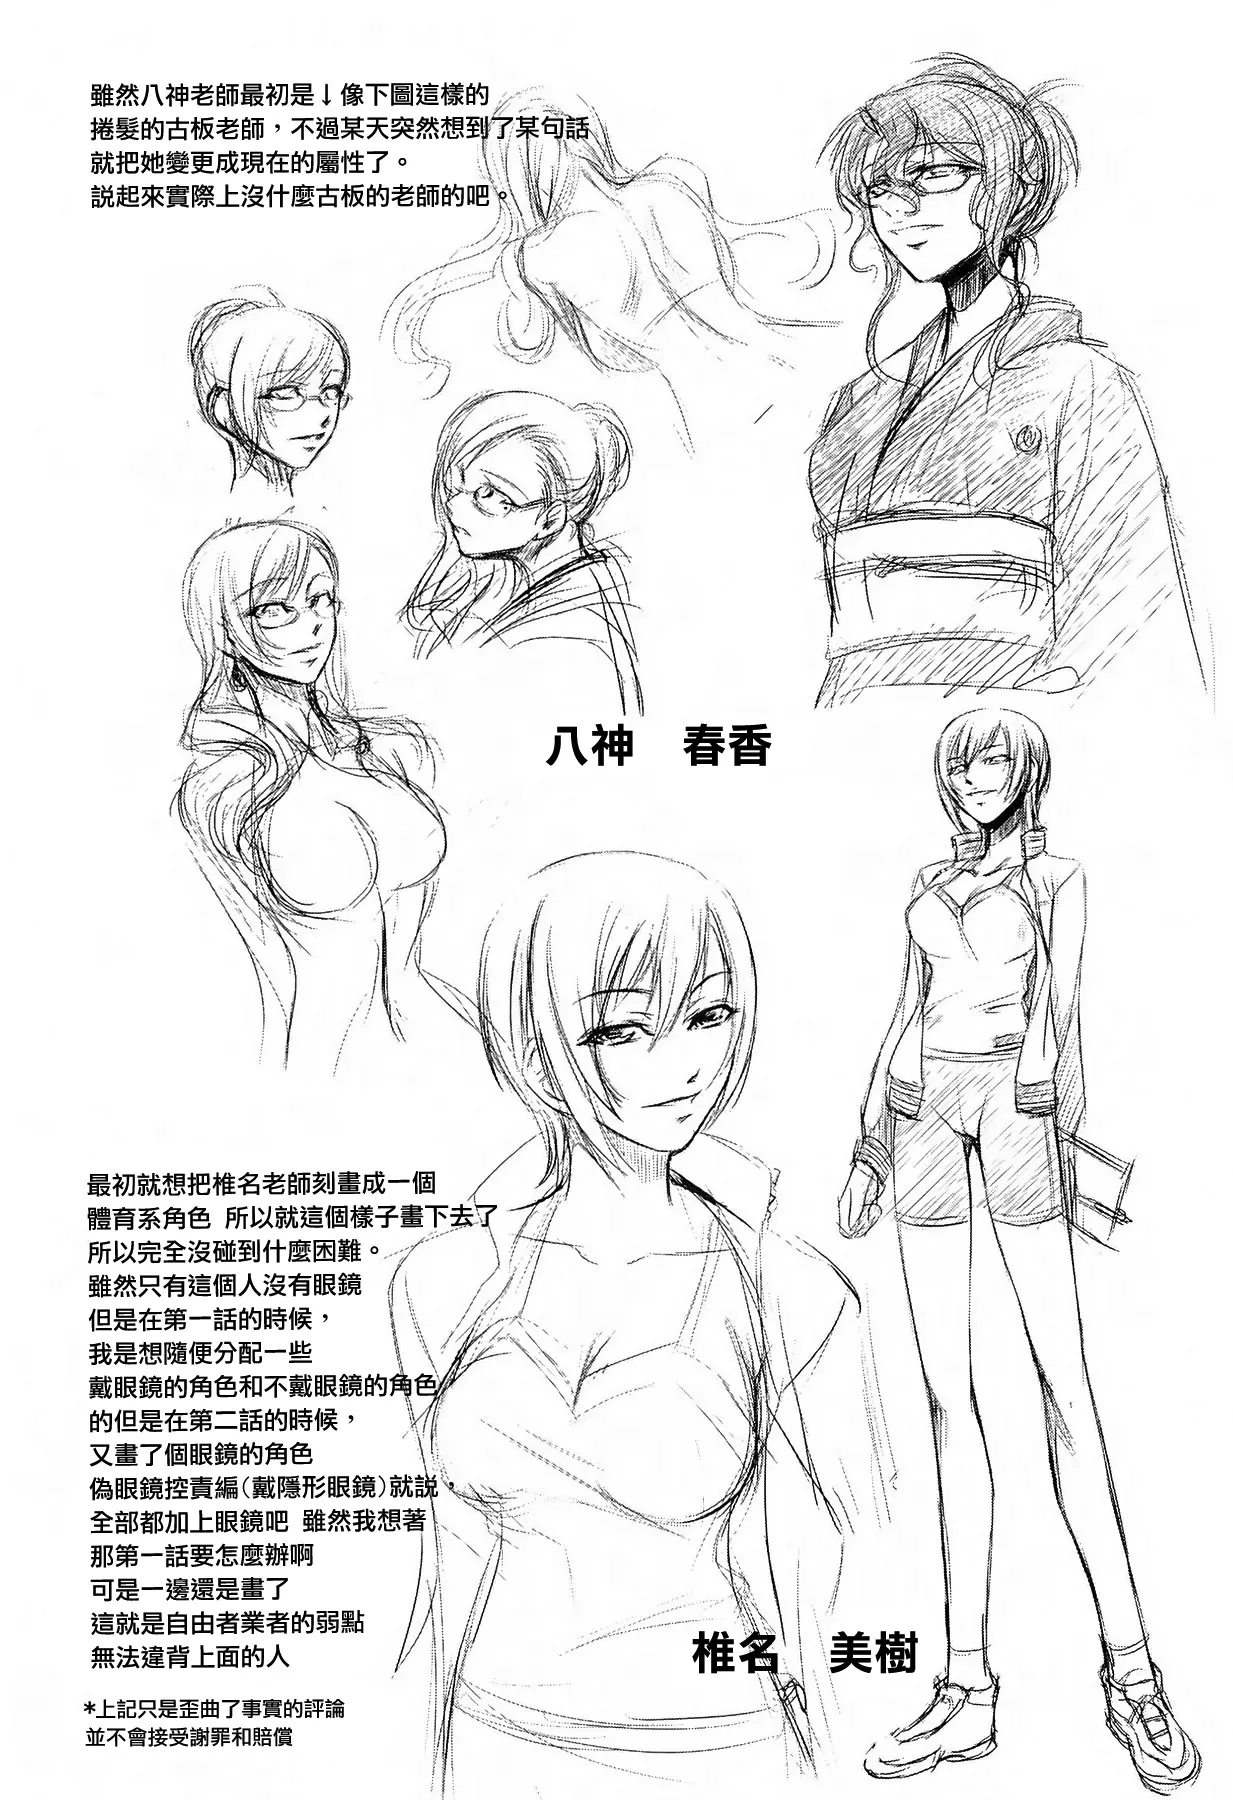 雖然八神老師最初是↓像下圖這樣的
捲髮的古板老師，不過某天突然想到了某句話
就把她變更成現在的屬性了。
説起來實際上沒什麼古板的老師的吧。
八神　春香
最初就想把椎名老師刻畫成一個
體育系角色 所以就這個樣子畫下去了
所以完全沒碰到什麼困難。
雖然只有這個人沒有眼鏡
但是在第一話的時候，
我是想隨便分配一些
戴眼鏡的角色和不戴眼鏡的角色
的但是在第二話的時候，
又畫了個眼鏡的角色
偽眼鏡控責編(戴隱形眼鏡)就説，
全部都加上眼鏡吧 雖然我想著
那第一話要怎麼辦啊
可是一邊還是畫了
這就是自由者業者的弱點
無法違背上面的人
椎名　美樹
*上記只是歪曲了事實的評論
並不會接受謝罪和賠償